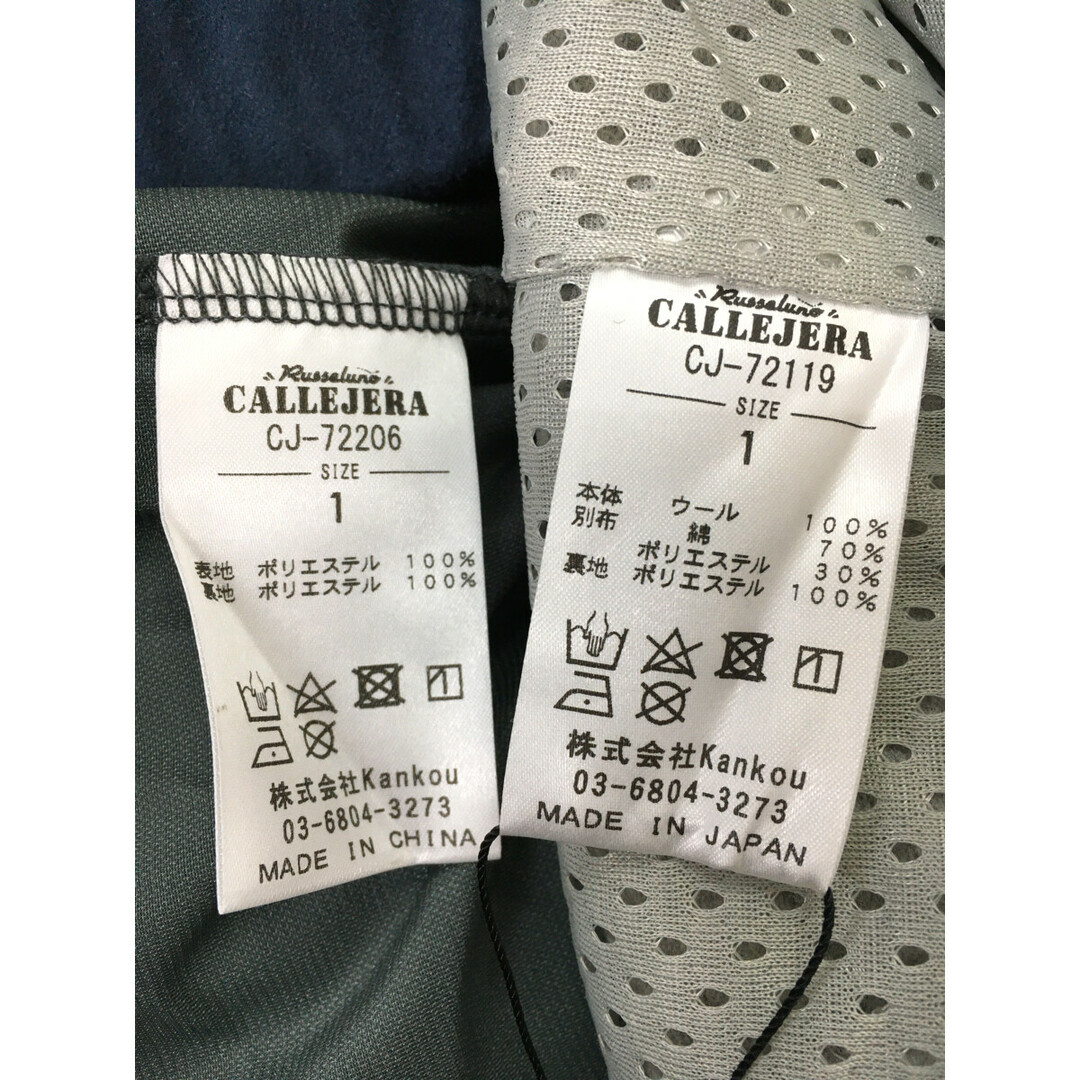 Russeluno
CALLEJERA
CJ-72206
SIZE
1
表地 ポリエステル 100%
裏地 ポリエステル 100%
1
株式会社Kankou
03-6804-3273
MADE IN CHINA
Russeluno
CALLEJERA
CJ-72119
SIZE
1
本体 ウール 100%
別布 綿 70%
ポリエステル 30%
裏地 ポリエステル 100%
1
株式会社Kankou
03-6804-3273
MADE IN JAPAN